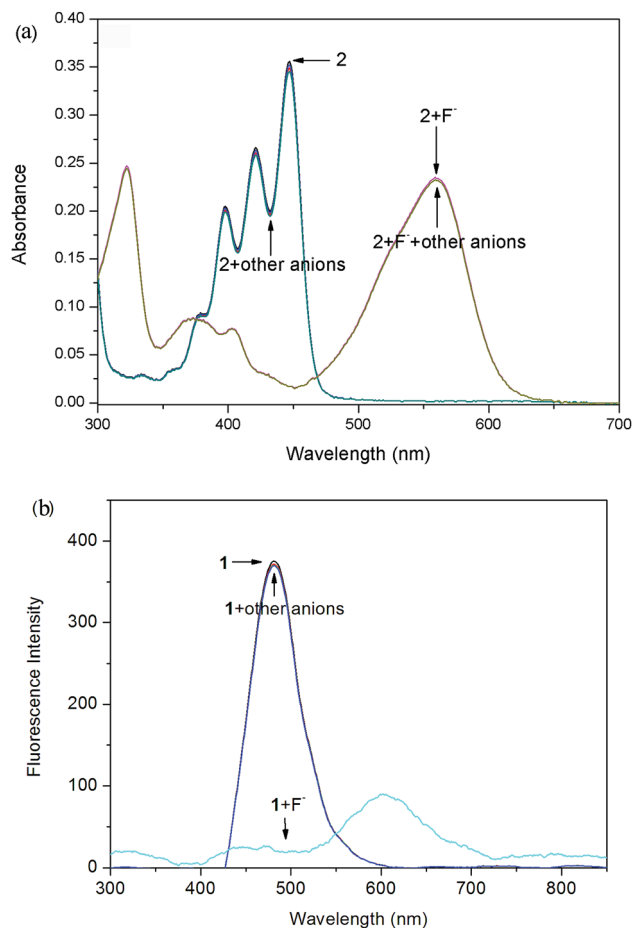 (a)
0.40
0.35
0.30
0.25
0.20
0.15
0.10
0.05
0.00
Absorbance
2
2+F⁻
2+other anions
2+F⁻+other anions
300 400 500 600 700
Wavelength (nm)
(b)
400
300
200
100
0
Fluorescence Intensity
1
1+other anions
1+F⁻
300 400 500 600 700 800
Wavelength (nm)